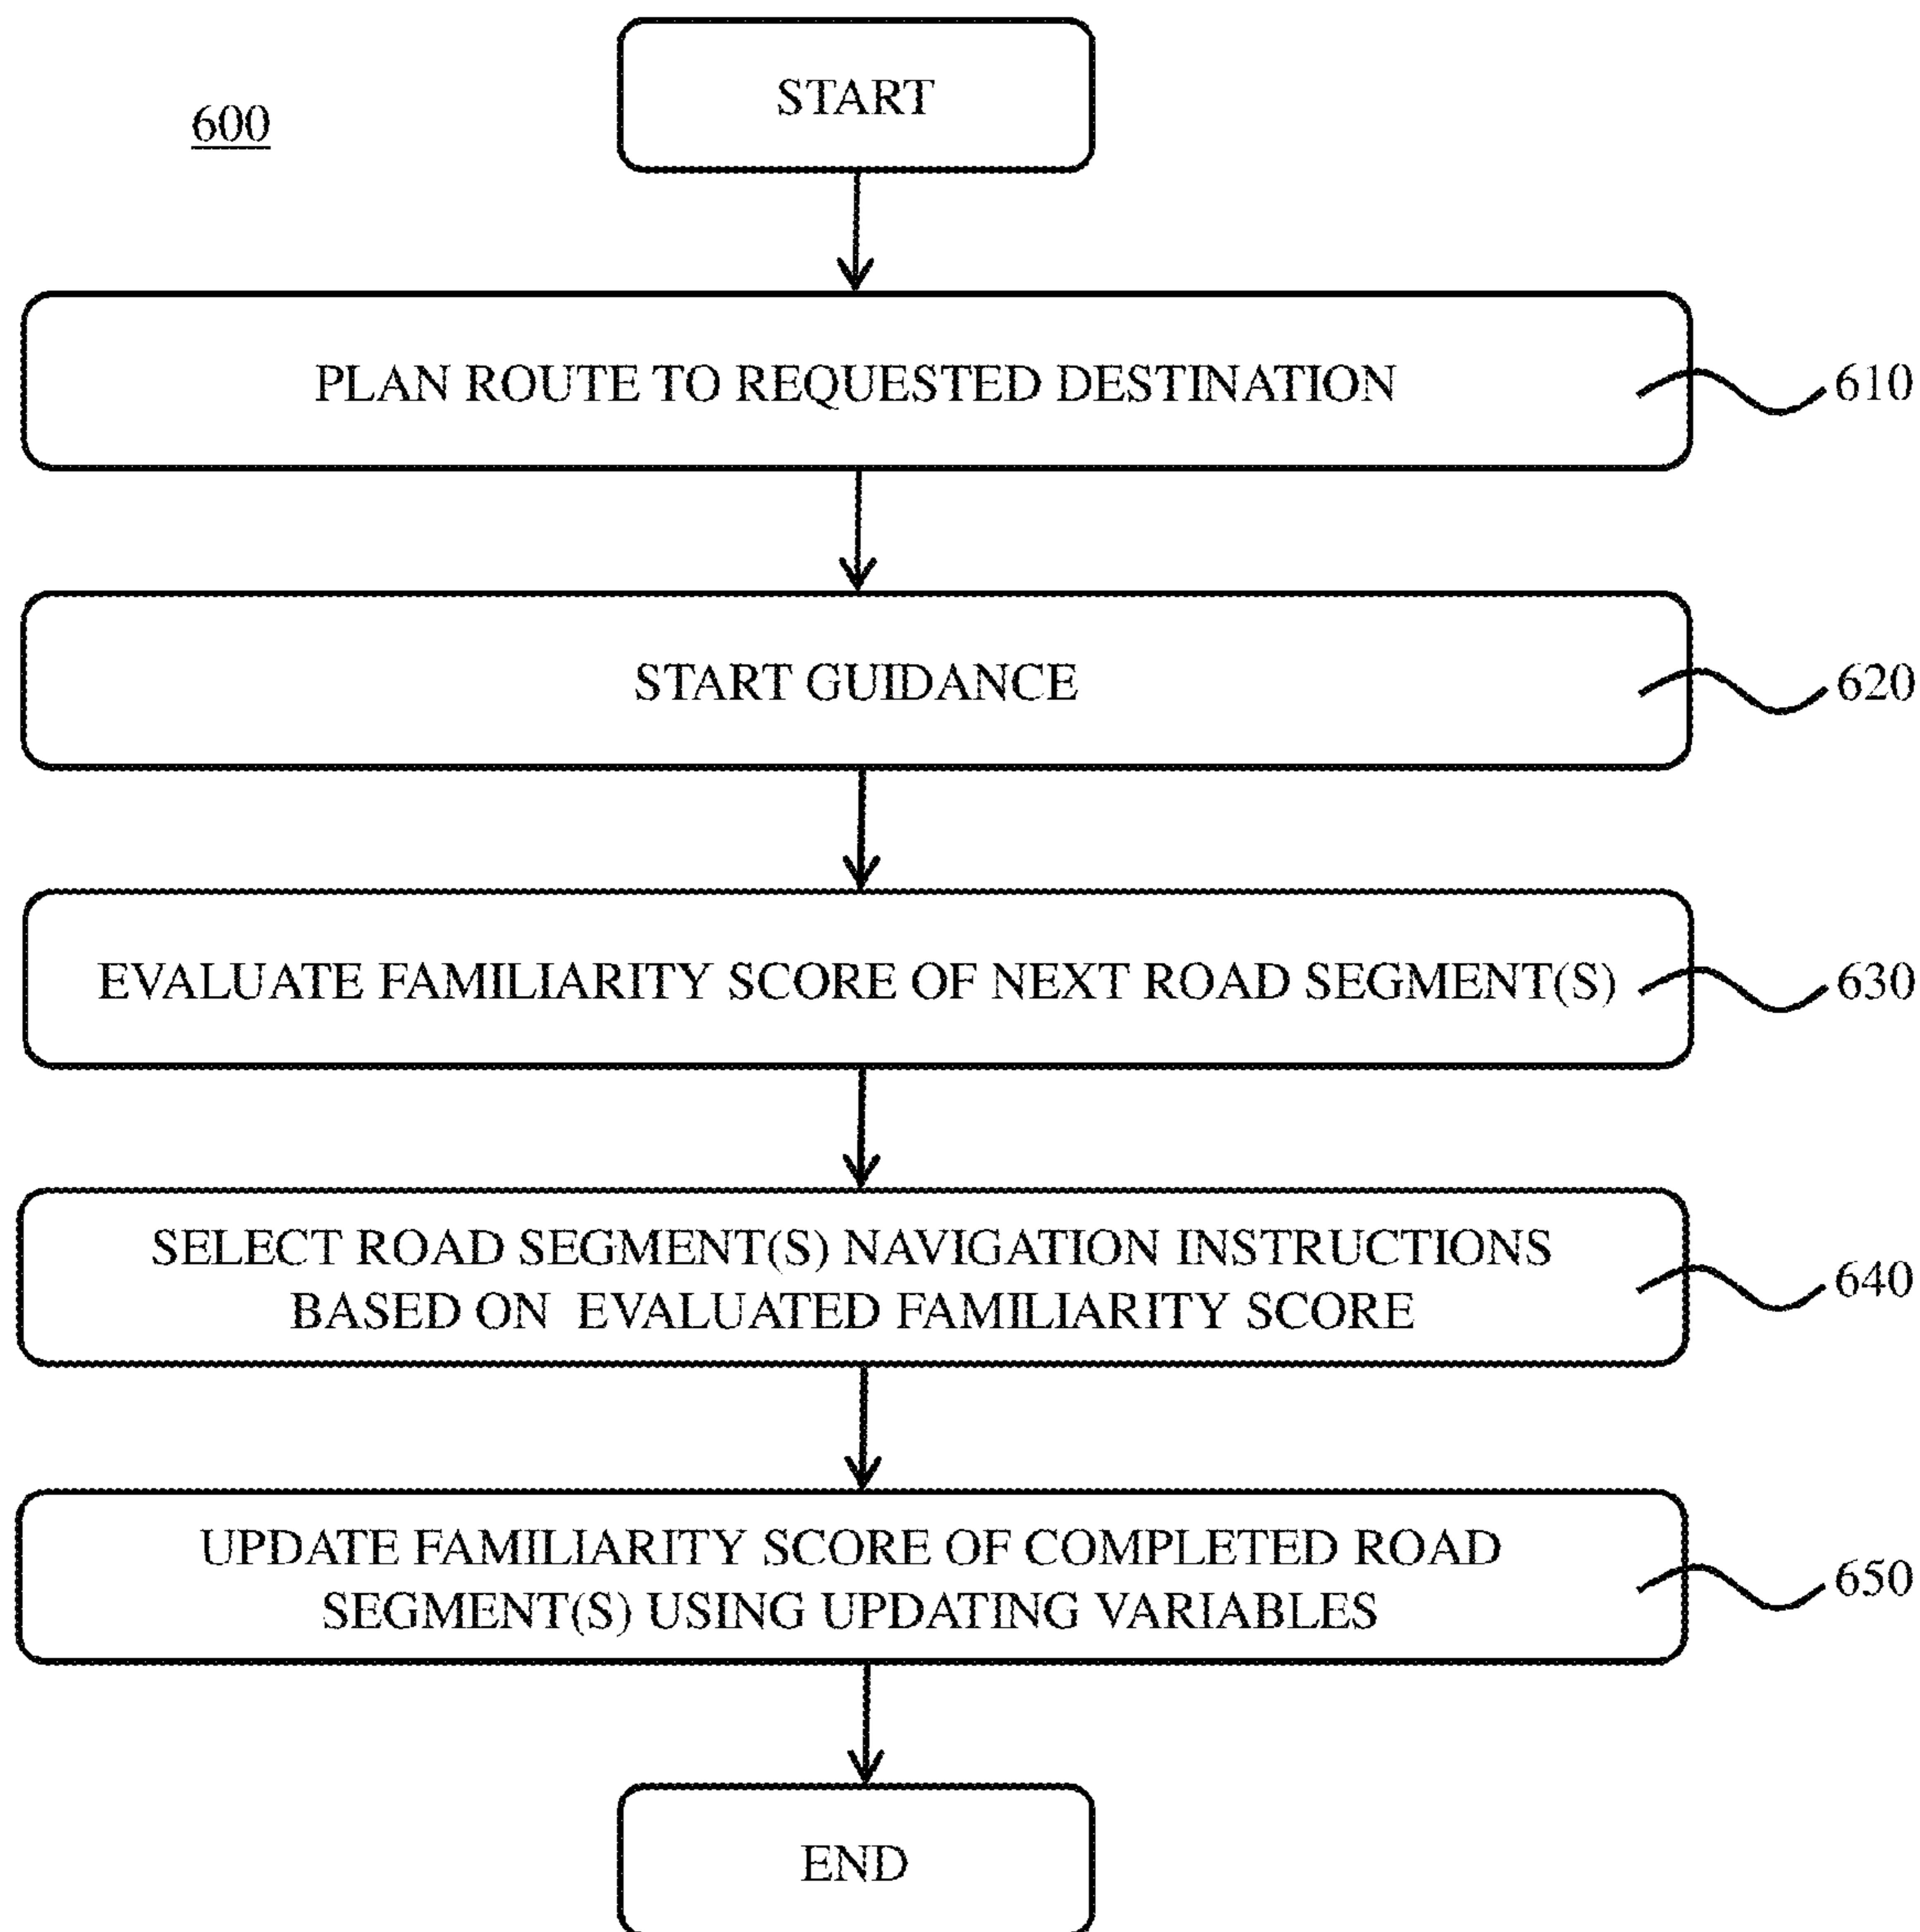 START
600
PLAN ROUTE TO REQUESTED DESTINATION
610
START GUIDANCE
620
EVALUATE FAMILIARITY SCORE OF NEXT ROAD SEGMENT(S)
630
SELECT ROAD SEGMENT(S) NAVIGATION INSTRUCTIONS
BASED ON EVALUATED FAMILIARITY SCORE
640
UPDATE FAMILIARITY SCORE OF COMPLETED ROAD
SEGMENT(S) USING UPDATING VARIABLES
650
END